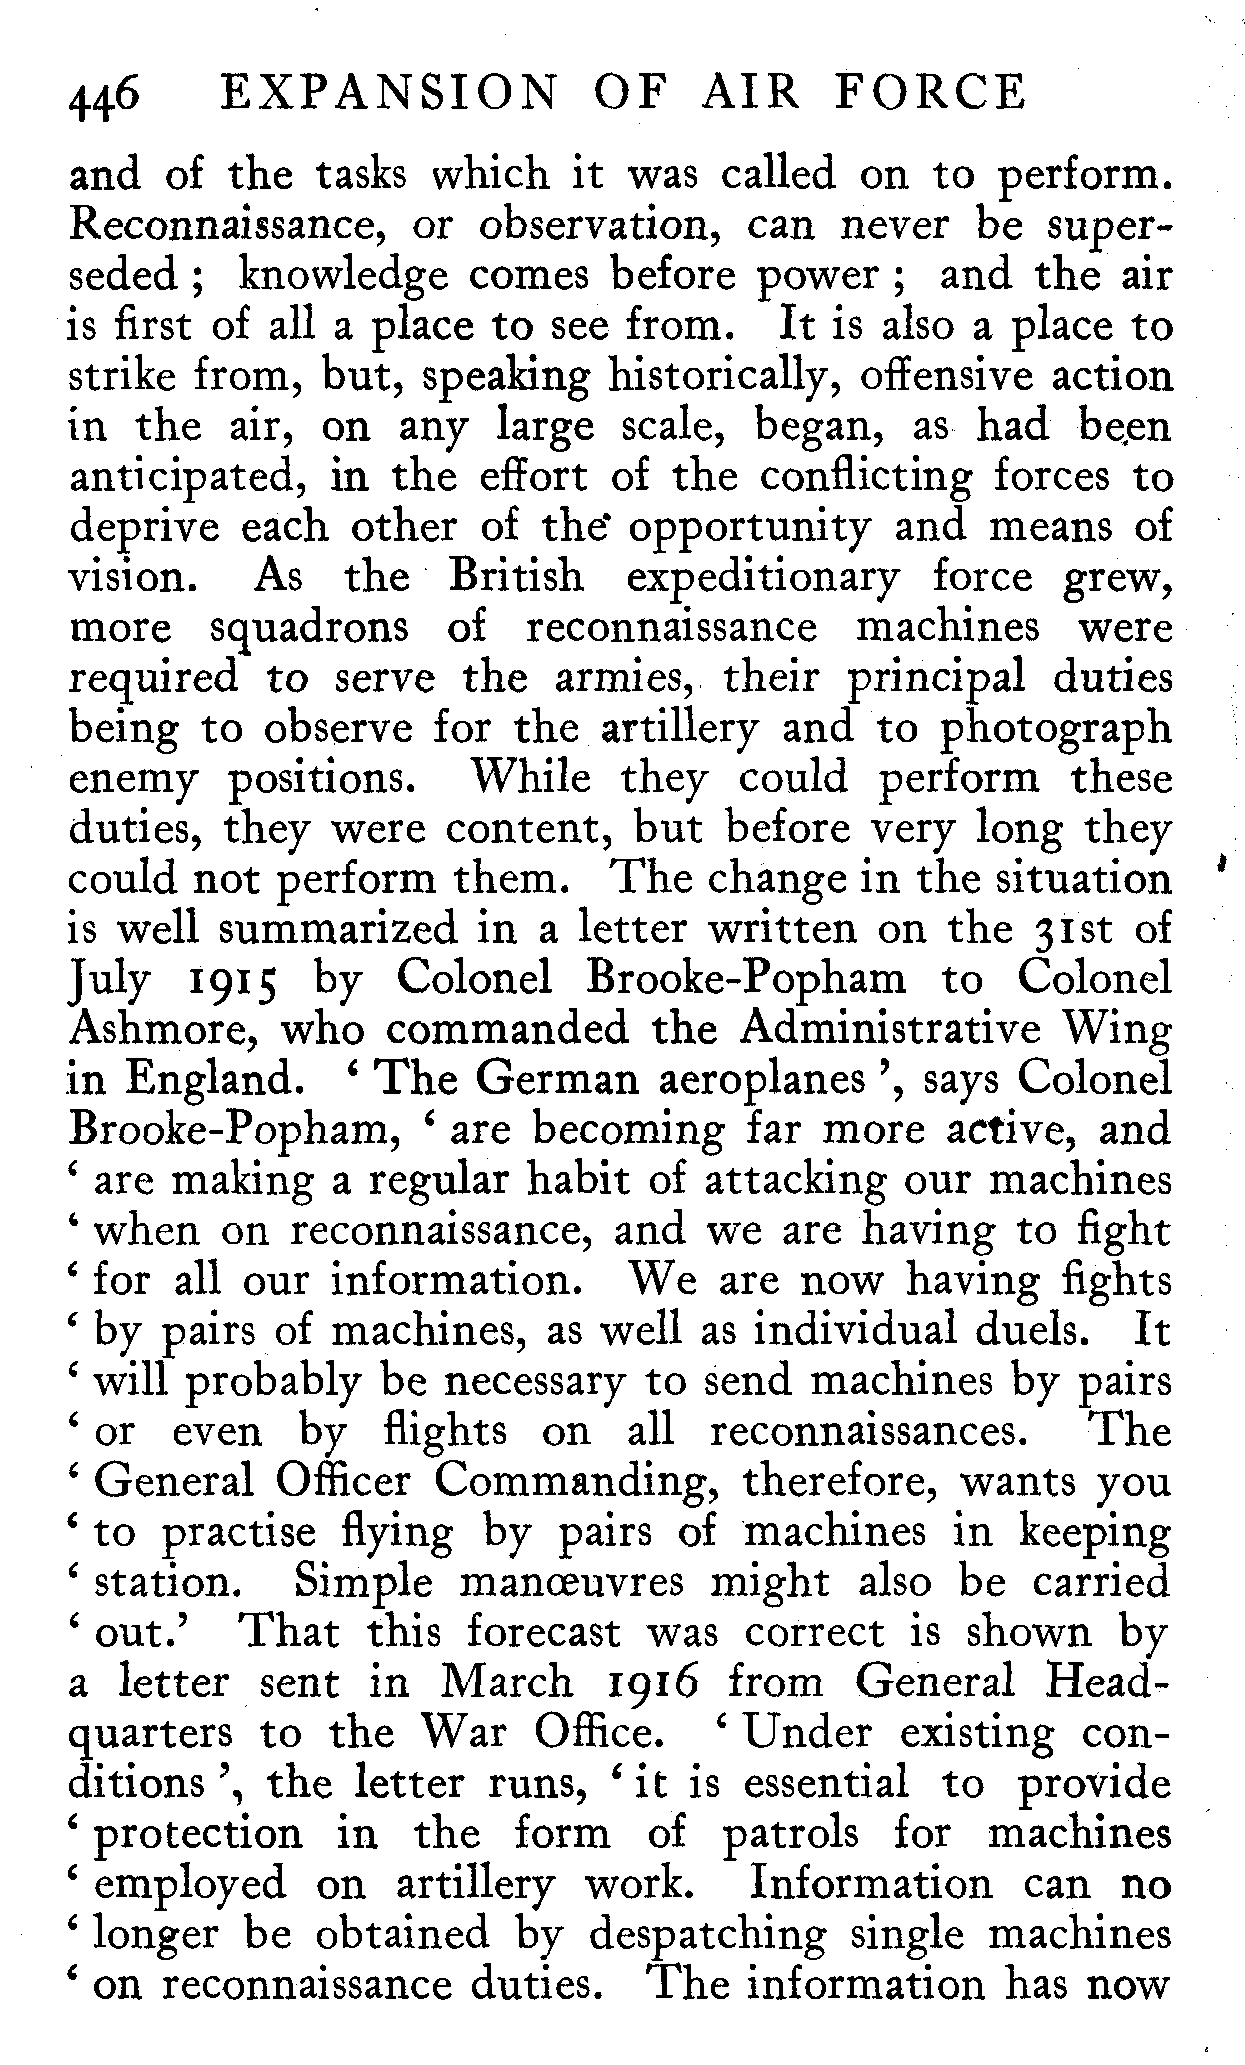 446 EXPANSION OF AIR FORCE
and of the tasks which it was called on to perform.
Reconnaissance, or observation, can never be super-
seded ; knowledge comes before power ; and the air
is first of all a place to see from. It is also a place to
strike from, but, speaking historically, offensive action
in the air, on any large scale, began, as had been
anticipated, in the effort of the conflicting forces to
deprive each other of the opportunity and means of
vision. As the British expeditionary force grew,
more squadrons of reconnaissance machines were
required to serve the armies, their principal duties
being to observe for the artillery and to photograph
enemy positions. While they could perform these
duties, they were content, but before very long they
could not perform them. The change in the situation
is well summarized in a letter written on the 31st of
July 1915 by Colonel Brooke-Popham to Colonel
Ashmore, who commanded the Administrative Wing
in England. ‘ The German aeroplanes ’, says Colonel
Brooke-Popham, ‘ are becoming far more active, and
‘ are making a regular habit of attacking our machines
‘ when on reconnaissance, and we are having to fight
‘ for all our information. We are now having fights
‘ by pairs of machines, as well as individual duels. It
‘ will probably be necessary to send machines by pairs
‘ or even by flights on all reconnaissances. The
‘ General Officer Commanding, therefore, wants you
‘ to practise flying by pairs of machines in keeping
‘ station. Simple manœuvres might also be carried
‘ out.’ That this forecast was correct is shown by
a letter sent in March 1916 from General Head-
quarters to the War Office. ‘ Under existing con-
ditions ’, the letter runs, ‘ it is essential to provide
‘ protection in the form of patrols for machines
‘ employed on artillery work. Information can no
‘ longer be obtained by despatching single machines
‘ on reconnaissance duties. The information has now